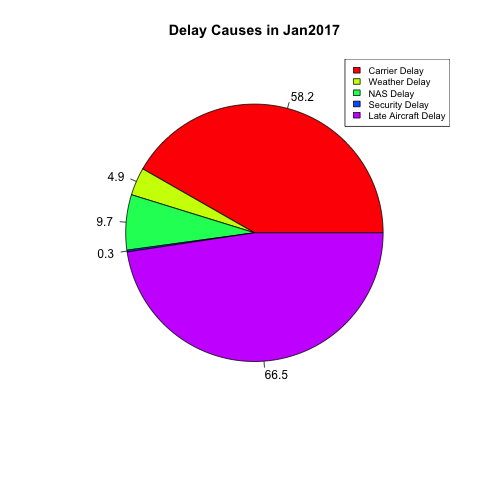 Delay Causes in Jan2017
Carrier Delay
Weather Delay
NAS Delay
Security Delay
Late Aircraft Delay
58.2
4.9
9.7
0.3
66.5